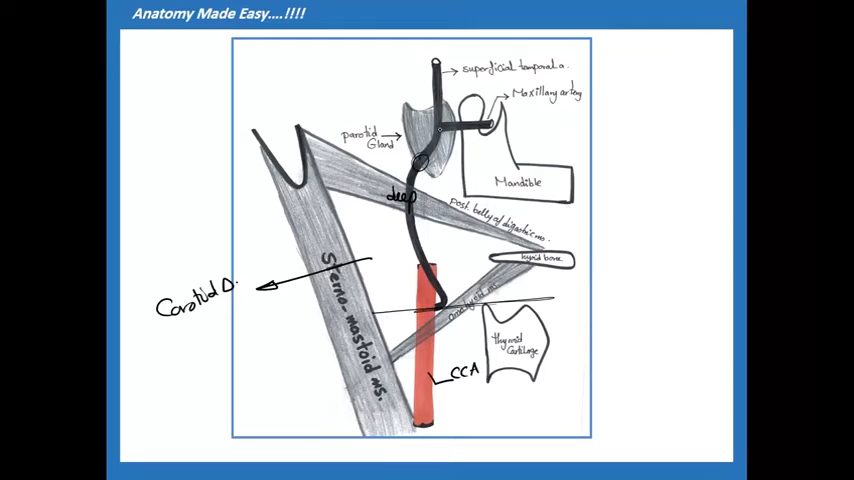 Anatomy Made Easy....!!!!
superficial temporal a.
Maxillary artery
parotid
Gland
Mandible
deep
Post. belly of digastric ms.
hyoid bone
Carotid Δ.
Sterno-mastoid ms.
omohyoid ms.
thyroid
Cartilage
CCA